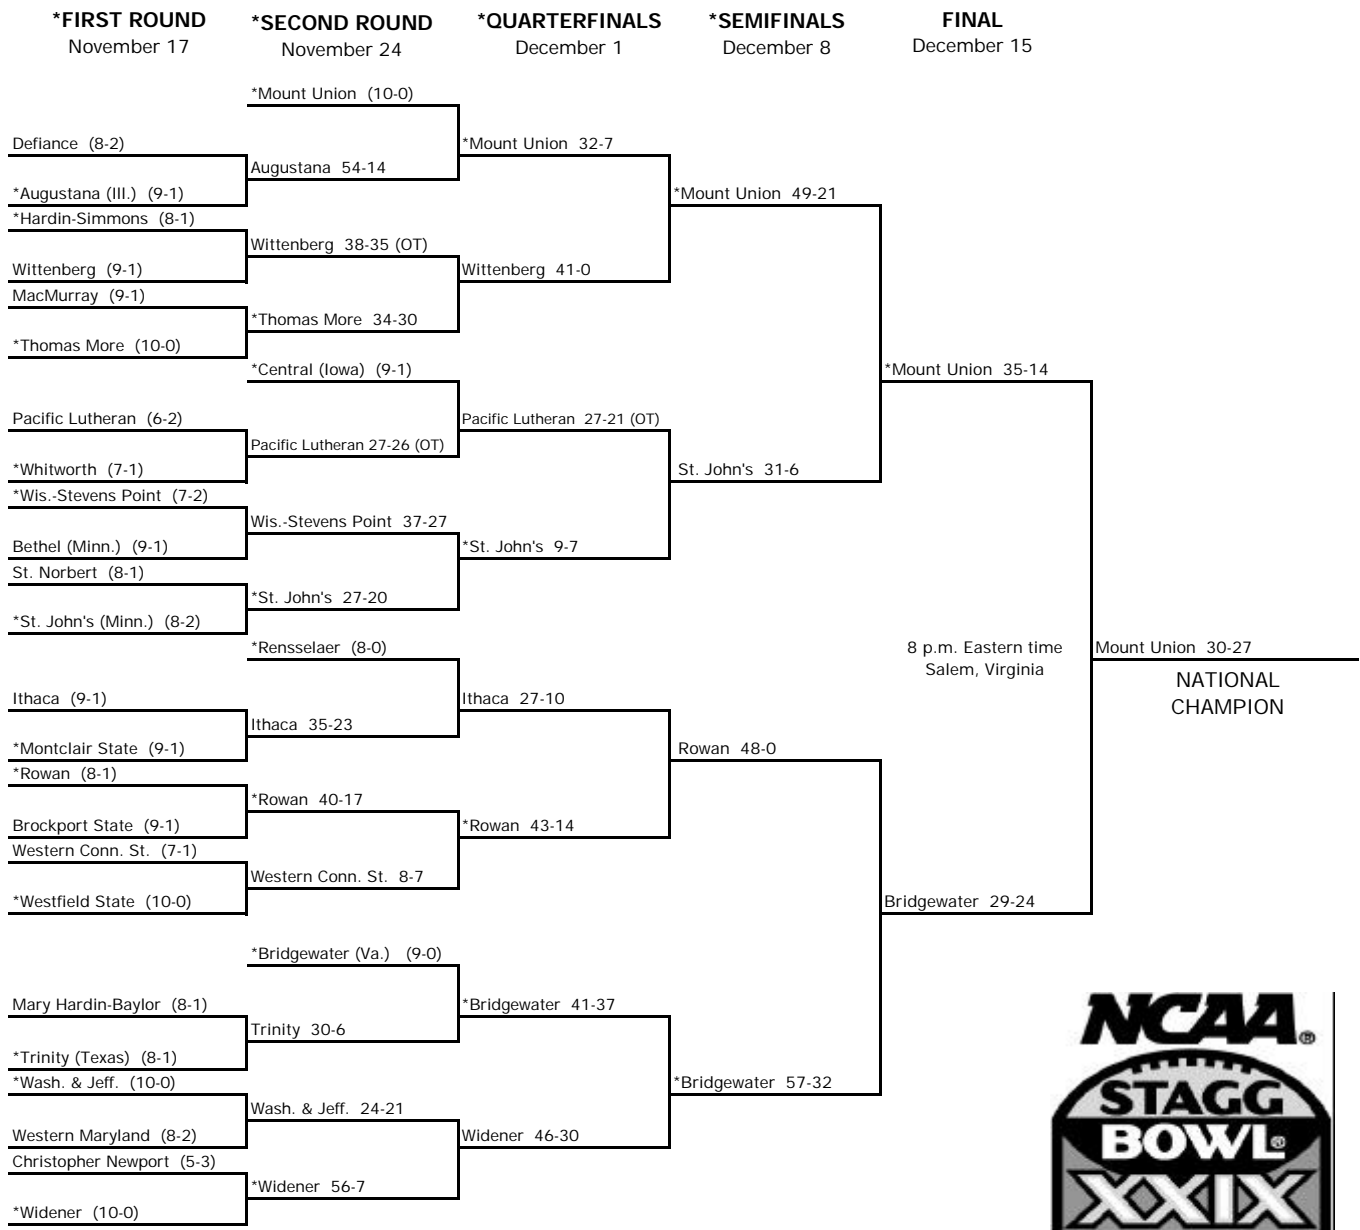 *FIRST ROUND
November 17
*SECOND ROUND
November 24
*QUARTERFINALS
December 1
*SEMIFINALS
December 8
FINAL
December 15
*Mount Union (10-0)
Defiance (8-2)
*Mount Union 32-7
Augustana 54-14
*Augustana (Ill.) (9-1)
*Mount Union 49-21
*Hardin-Simmons (8-1)
Wittenberg 38-35 (OT)
Wittenberg (9-1)
Wittenberg 41-0
MacMurray (9-1)
*Thomas More 34-30
*Thomas More (10-0)
*Central (Iowa) (9-1)
*Mount Union 35-14
Pacific Lutheran (6-2)
Pacific Lutheran 27-21 (OT)
Pacific Lutheran 27-26 (OT)
*Whitworth (7-1)
St. John's 31-6
*Wis.-Stevens Point (7-2)
Wis.-Stevens Point 37-27
Bethel (Minn.) (9-1)
*St. John's 9-7
St. Norbert (8-1)
*St. John's 27-20
*St. John's (Minn.) (8-2)
*Rensselaer (8-0)
8 p.m. Eastern time
Salem, Virginia
Mount Union 30-27
NATIONAL
CHAMPION
Ithaca (9-1)
Ithaca 27-10
Ithaca 35-23
*Montclair State (9-1)
Rowan 48-0
*Rowan (8-1)
*Rowan 40-17
Brockport State (9-1)
*Rowan 43-14
Western Conn. St. (7-1)
Western Conn. St. 8-7
*Westfield State (10-0)
Bridgewater 29-24
*Bridgewater (Va.) (9-0)
Mary Hardin-Baylor (8-1)
*Bridgewater 41-37
Trinity 30-6
*Trinity (Texas) (8-1)
*Wash. & Jeff. (10-0)
*Bridgewater 57-32
Wash. & Jeff. 24-21
Western Maryland (8-2)
Widener 46-30
Christopher Newport (5-3)
*Widener 56-7
*Widener (10-0)
NCAA®
STAGG
BOWL®
XXIX